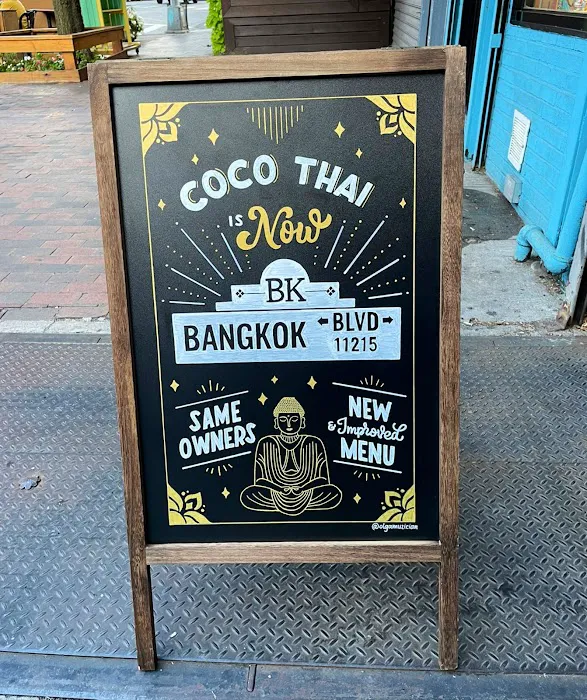 COCO THAI
IS Now
BK
BANGKOK
←BLVD→
11215
SAME
OWNERS
NEW
& Improved
MENU
@olgamuzician